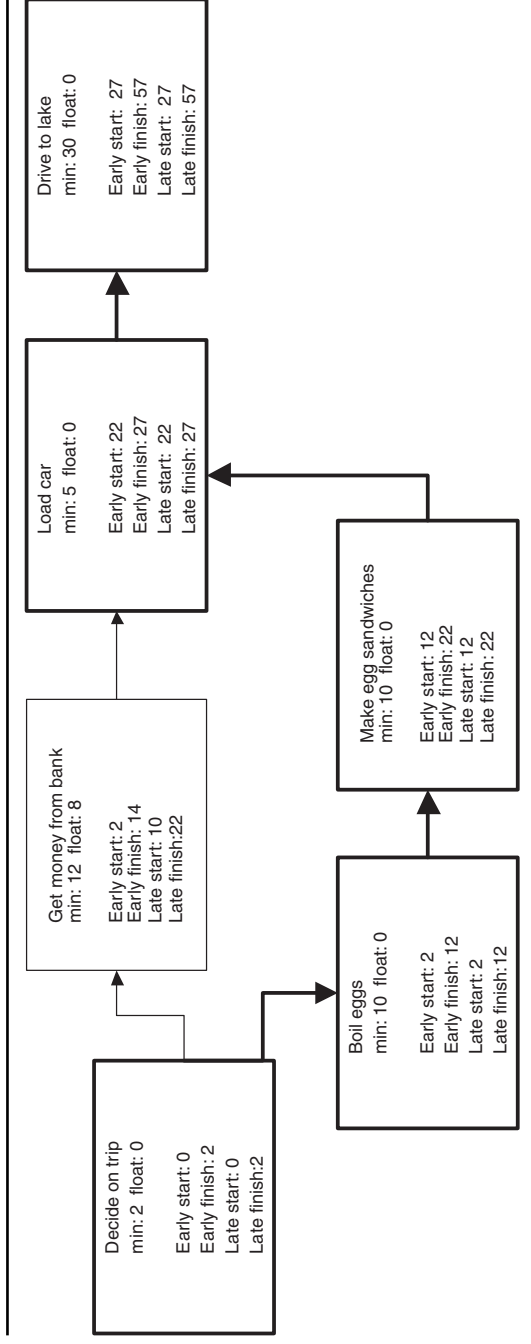 Decide on trip
min: 2 float: 0
Early start: 0
Early finish: 2
Late start: 0
Late finish:2
Get money from bank
min: 12 float: 8
Early start: 2
Early finish: 14
Late start: 10
Late finish:22
Boil eggs
min: 10 float: 0
Early start: 2
Early finish: 12
Late start: 2
Late finish:12
Make egg sandwiches
min: 10 float: 0
Early start: 12
Early finish: 22
Late start: 12
Late finish: 22
Load car
min: 5 float: 0
Early start: 22
Early finish: 27
Late start: 22
Late finish: 27
Drive to lake
min: 30 float: 0
Early start: 27
Early finish: 57
Late start: 27
Late finish: 57